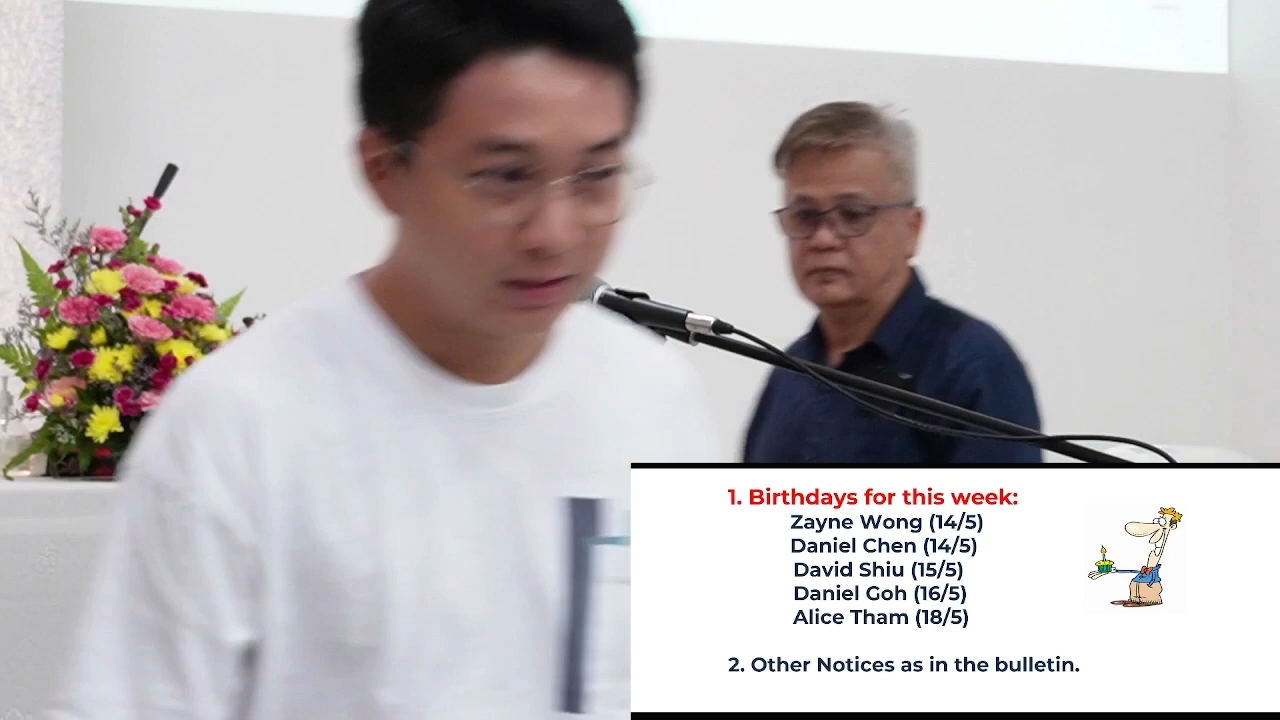 1. Birthdays for this week:
Zayne Wong (14/5)
Daniel Chen (14/5)
David Shiu (15/5)
Daniel Goh (16/5)
Alice Tham (18/5)
2. Other Notices as in the bulletin.